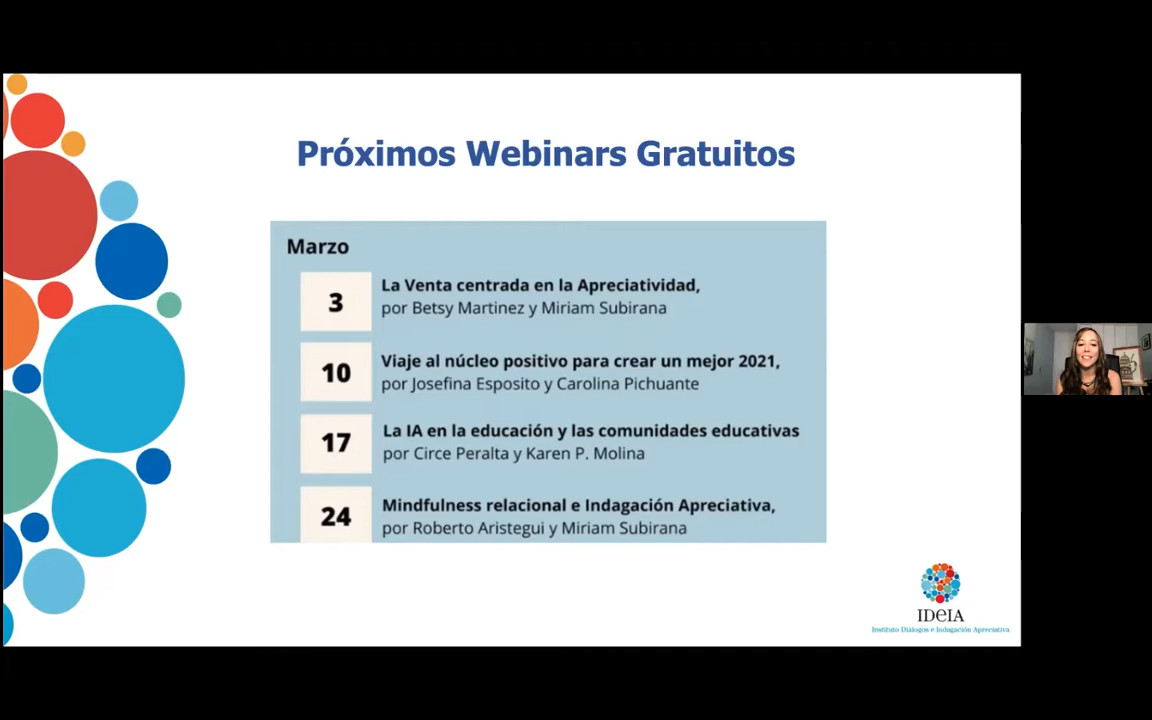 Próximos Webinars Gratuitos
Marzo
3
La Venta centrada en la Apreciatividad,
por Betsy Martinez y Miriam Subirana
10
Viaje al núcleo positivo para crear un mejor 2021,
por Josefina Esposito y Carolina Pichuante
17
La IA en la educación y las comunidades educativas
por Circe Peralta y Karen P. Molina
24
Mindfulness relacional e Indagación Apreciativa,
por Roberto Aristegui y Miriam Subirana
IDeIA
Instituto Diálogos e Indagación Apreciativa